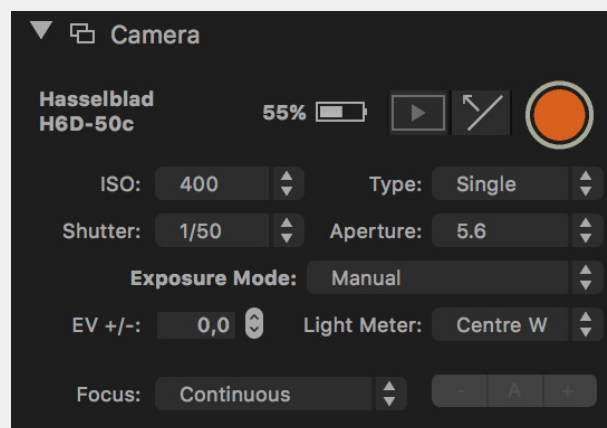 Camera
Hasselblad
H6D-50c
55%
ISO: 400 Type: Single
Shutter: 1/50 Aperture: 5.6
Exposure Mode: Manual
EV +/-: 0,0 Light Meter: Centre W
Focus: Continuous - A +